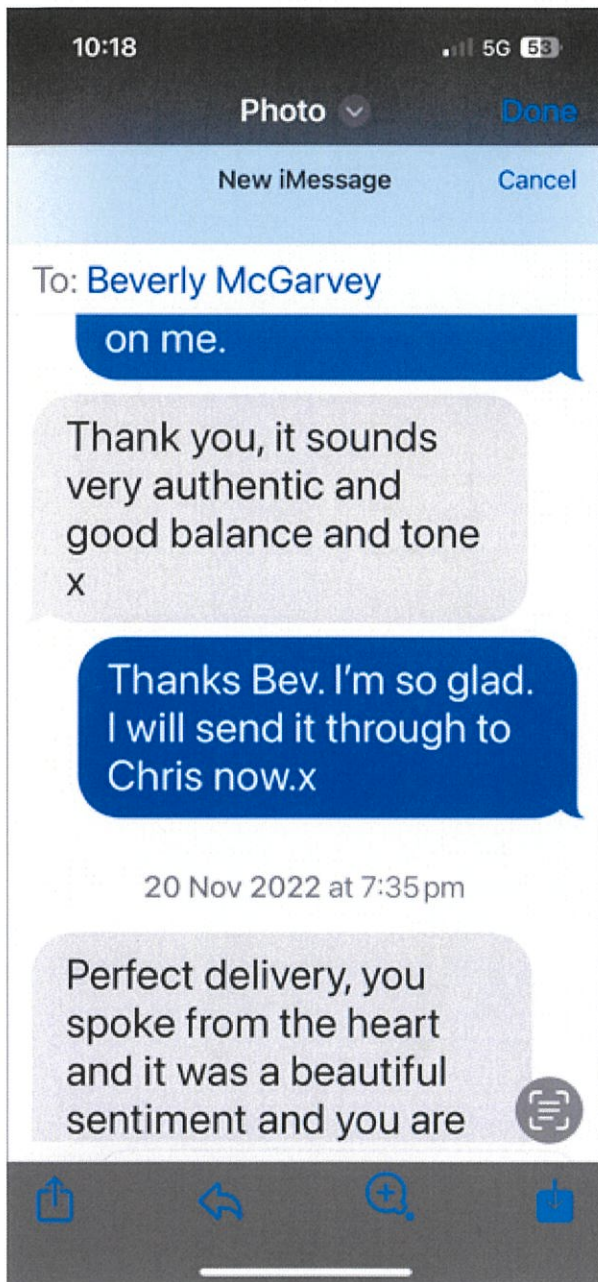 10:18
5G 53
Photo
Done
New iMessage
Cancel
To: Beverly McGarvey
on me.
Thank you, it sounds
very authentic and
good balance and tone
x
Thanks Bev. I'm so glad.
I will send it through to
Chris now.x
20 Nov 2022 at 7:35 pm
Perfect delivery, you
spoke from the heart
and it was a beautiful
sentiment and you are